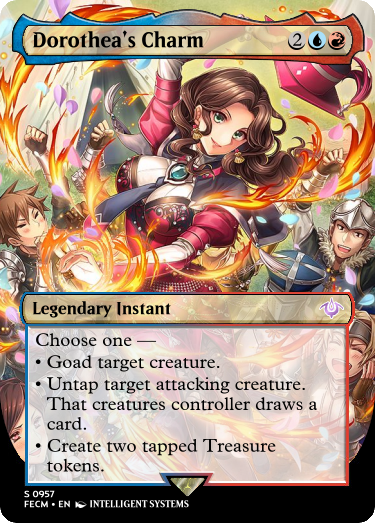 Dorothea's Charm 2
Legendary Instant
Choose one —
• Goad target creature.
• Untap target attacking creature.
That creatures controller draws a
card.
• Create two tapped Treasure
tokens.
S 0957
FECM • EN INTELLIGENT SYSTEMS